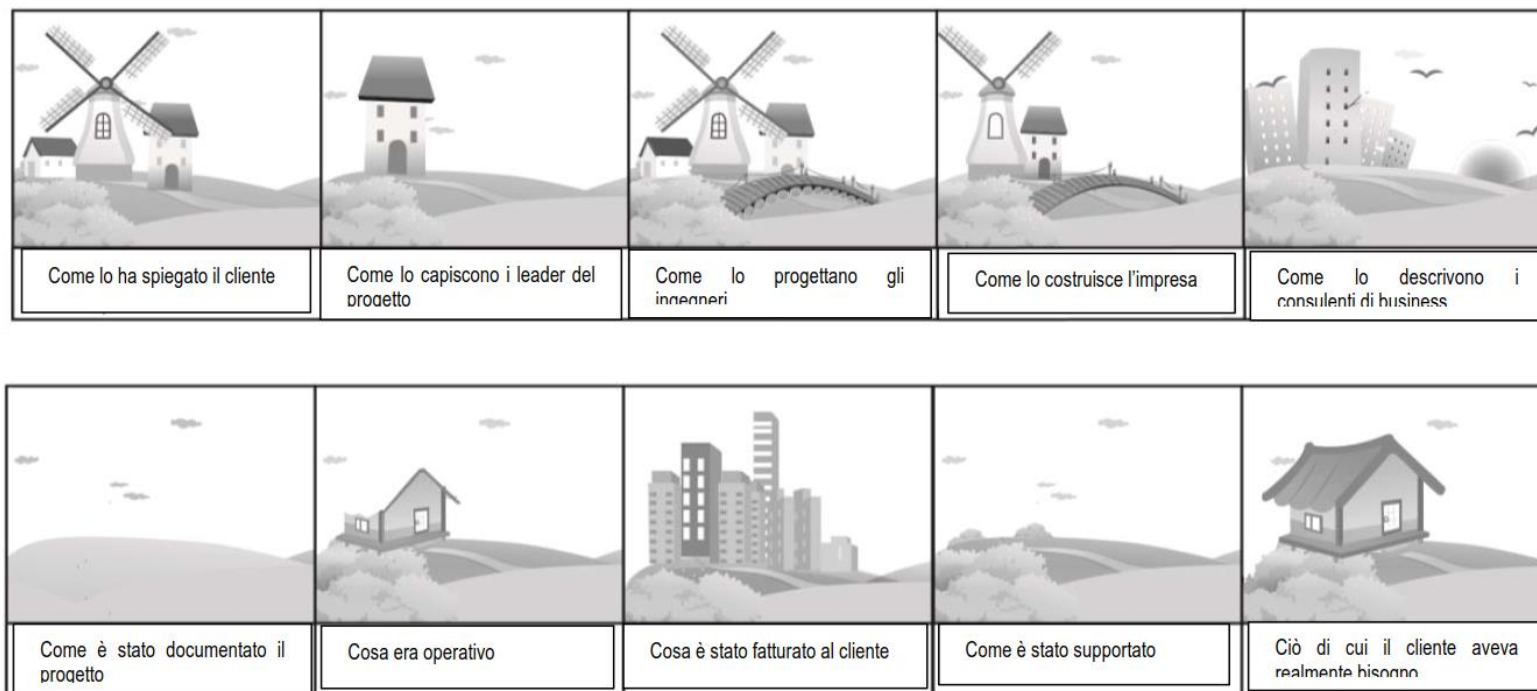 Come lo ha spiegato il cliente
Come lo capiscono i leader del
progetto
Come lo progettano gli
ingegneri
Come lo costruisce l’impresa
Come lo descrivono i
consulenti di business
Come è stato documentato il
progetto
Cosa era operativo
Cosa è stato fatturato al cliente
Come è stato supportato
Ciò di cui il cliente aveva
realmente bisogno